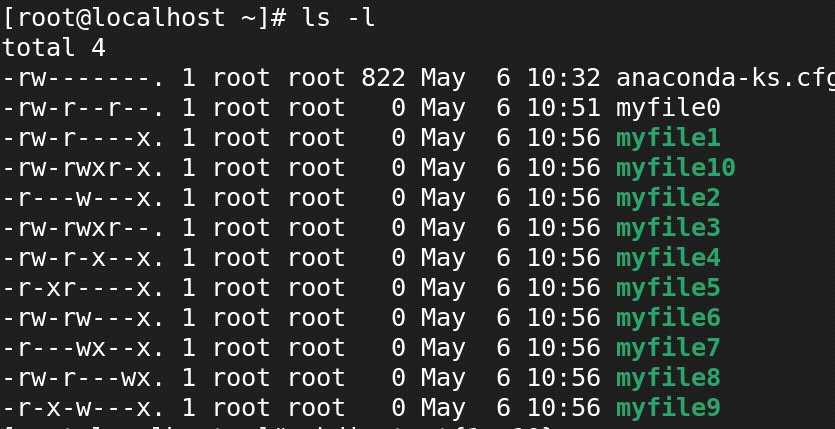 [root@localhost ~]# ls -l
total 4
-rw-------. 1 root root 822 May  6 10:32 anaconda-ks.cfg
-rw-r--r--. 1 root root   0 May  6 10:51 myfile0
-rw-r----x. 1 root root   0 May  6 10:56 myfile1
-rw-rwxr-x. 1 root root   0 May  6 10:56 myfile10
-r---w---x. 1 root root   0 May  6 10:56 myfile2
-rw-rwxr--. 1 root root   0 May  6 10:56 myfile3
-rw-r-x--x. 1 root root   0 May  6 10:56 myfile4
-r-xr----x. 1 root root   0 May  6 10:56 myfile5
-rw-rw---x. 1 root root   0 May  6 10:56 myfile6
-r---wx--x. 1 root root   0 May  6 10:56 myfile7
-rw-r---wx. 1 root root   0 May  6 10:56 myfile8
-r-x-w---x. 1 root root   0 May  6 10:56 myfile9